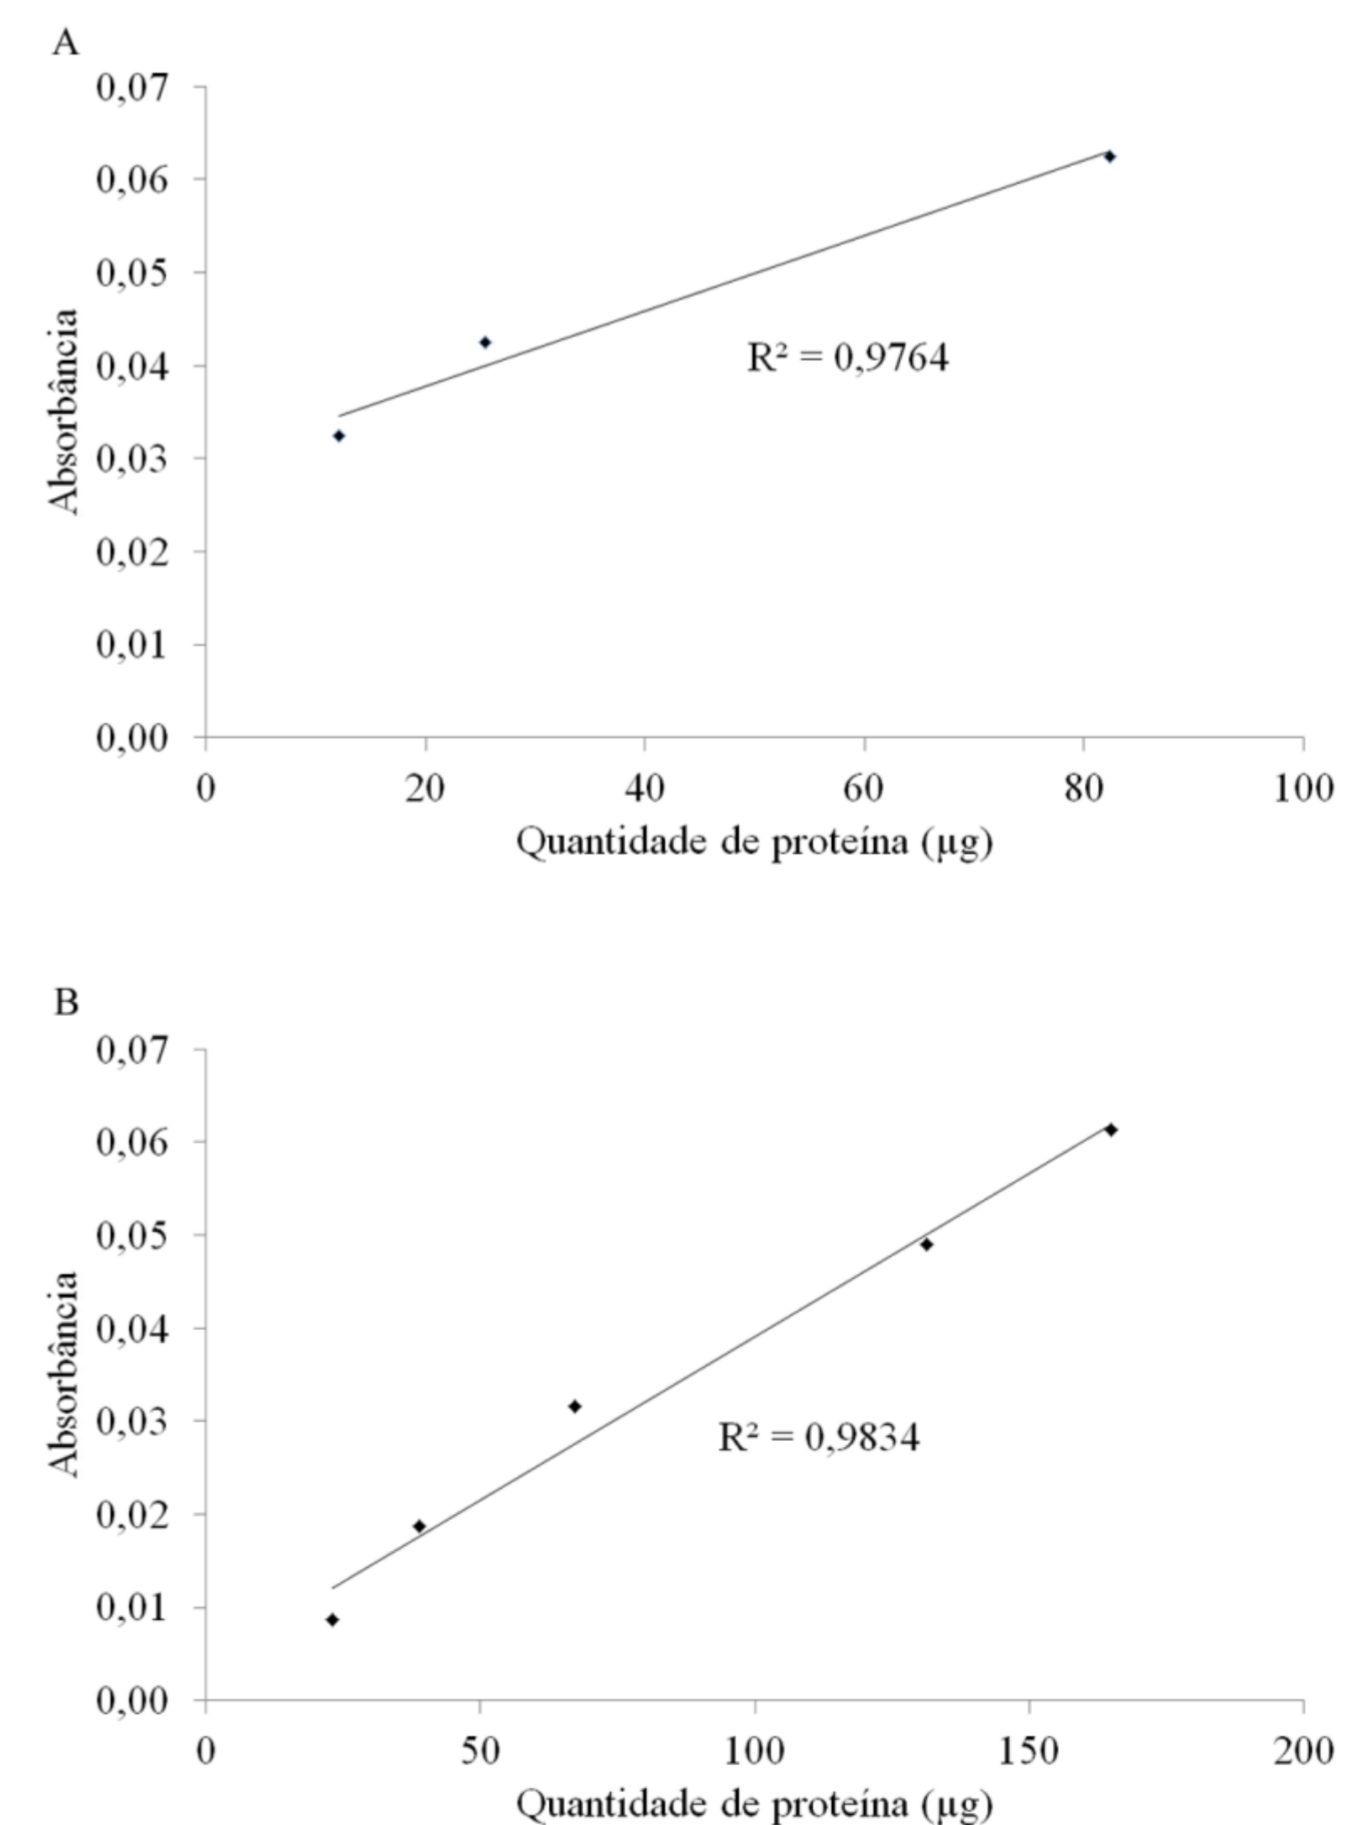 A
0,07
0,06
0,05
0,04
0,03
0,02
0,01
0,00
Absorbância
R² = 0,9764
0 20 40 60 80 100
Quantidade de proteína (µg)
B
0,07
0,06
0,05
0,04
0,03
0,02
0,01
0,00
Absorbância
R² = 0,9834
0 50 100 150 200
Quantidade de proteína (µg)